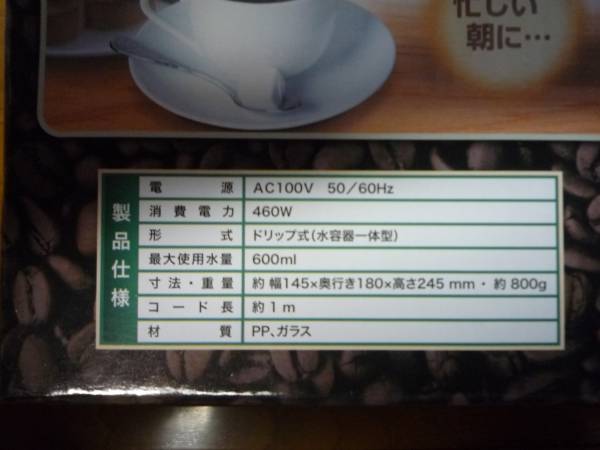 忙しい
朝に…
製品仕様
電源 AC100V 50/60Hz
消費電力 460W
形式 ドリップ式(水容器一体型)
最大使用水量 600ml
寸法・重量 約 幅145×奥行き180×高さ245 mm・約 800g
コード長 約1m
材質 PP、ガラス